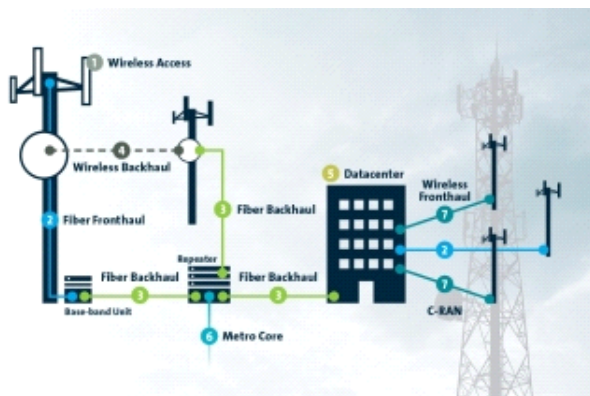 1 Wireless Access
4
Wireless Backhaul
5 Datacenter
Wireless
Fronthaul
7
2 Fiber Fronthaul
3 Fiber Backhaul
2
Repeater
Fiber Backhaul
Fiber Backhaul
7
3
3
Base-band Unit
C-RAN
6 Metro Core